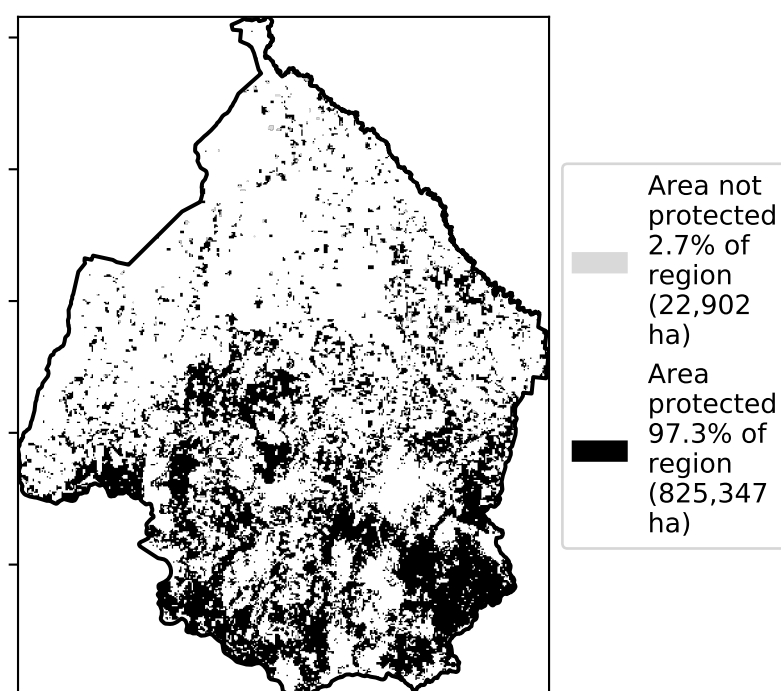 Area not
protected
2.7% of
region
(22,902
ha)
Area
protected
97.3% of
region
(825,347
ha)